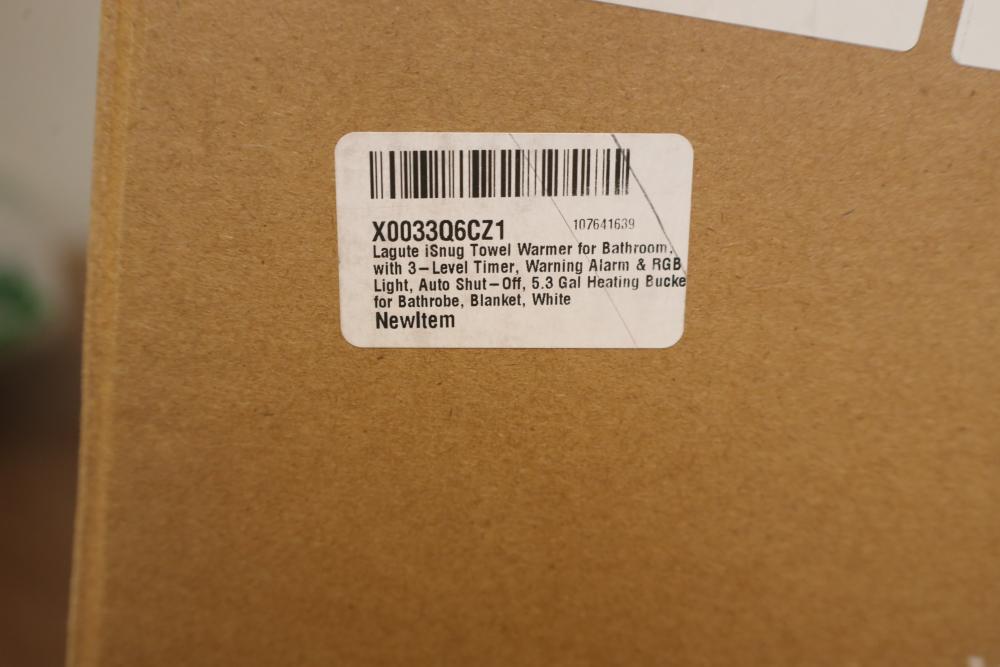 X0033Q6CZ1
107641639
Lagute iSnug Towel Warmer for Bathroom,
with 3-Level Timer, Warning Alarm & RGB
Light, Auto Shut-Off, 5.3 Gal Heating Bucke
for Bathrobe, Blanket, White
NewItem